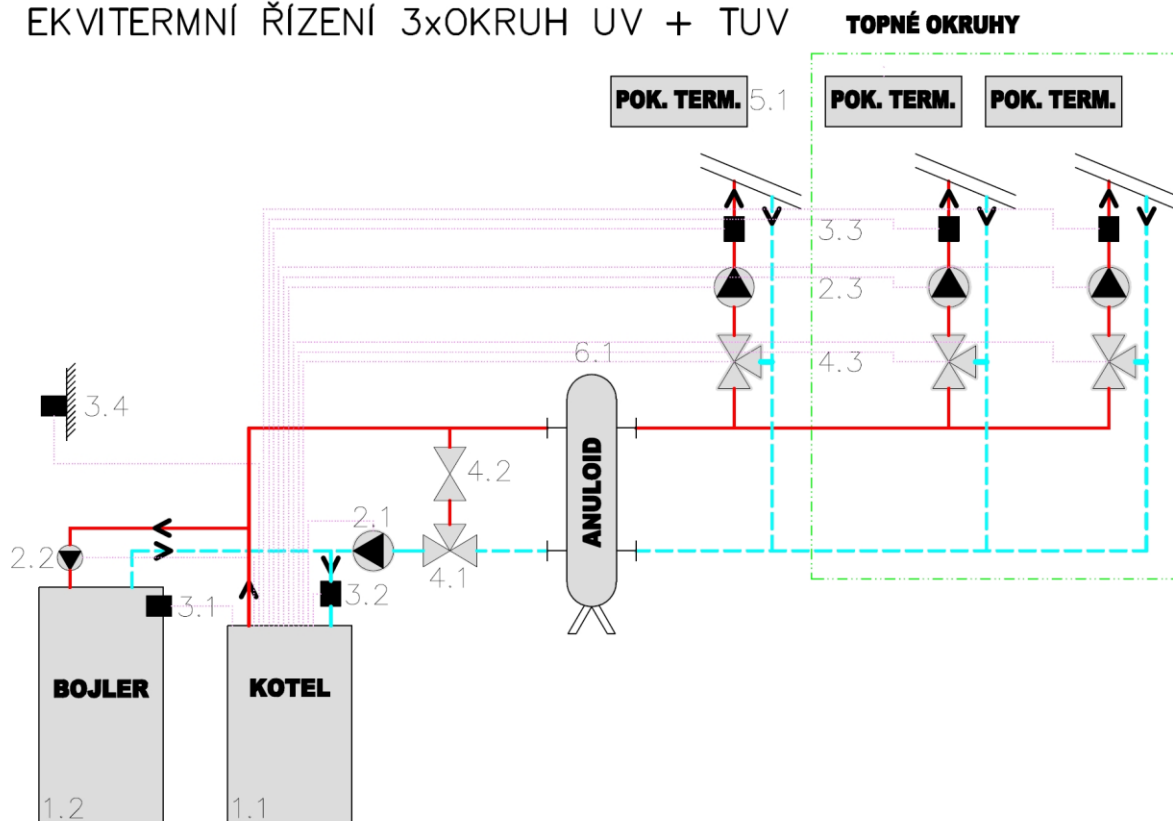 EKVITERMNÍ ŘÍZENÍ 3xOKRUH UV + TUV
TOPNÉ OKRUHY
POK. TERM.
5.1
POK. TERM.
POK. TERM.
3.3
2.3
6.1
4.3
3.4
ANULOID
4.2
2.1
2.2
4.1
3.1
3.2
BOJLER
KOTEL
1.2
1.1